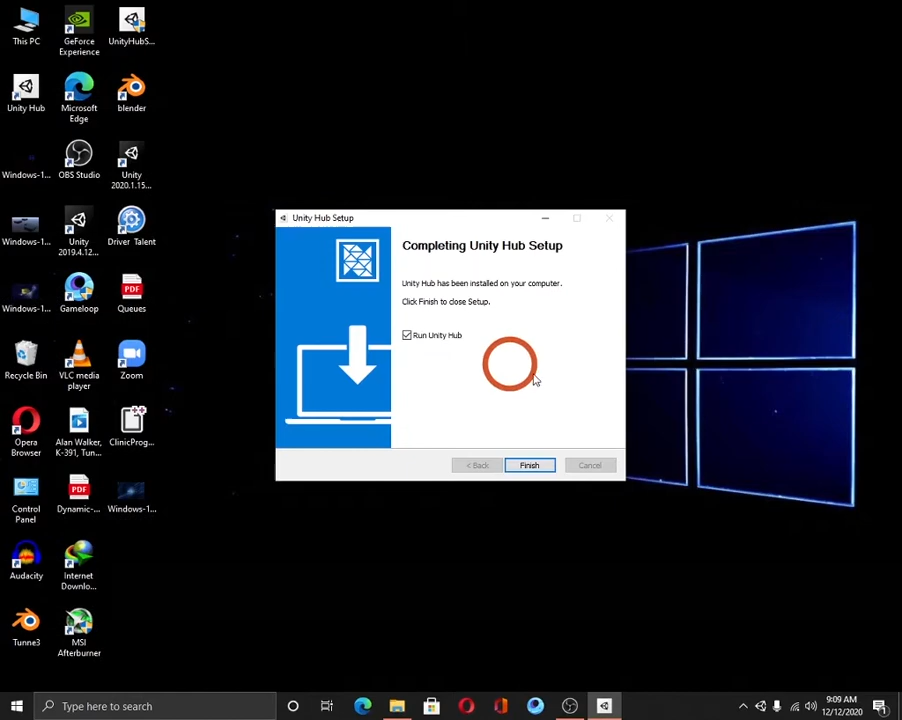 This PC
GeForce
Experience
UnityHubS...
Unity Hub
Microsoft
Edge
blender
Windows-1...
OBS Studio
Unity
2020.1.15...
Windows-1...
Unity
2019.4.12...
Driver Talent
Windows-1...
Gameloop
Queues
Recycle Bin
VLC media
player
Zoom
Opera
Browser
Alan Walker,
K-391, Tun...
ClinicProg...
Control
Panel
PDF
Dynamic-...
Windows-1...
Audacity
Internet
Downlo...
Tunne3
MSI
Afterburner
PDF
Unity Hub Setup
Completing Unity Hub Setup
Unity Hub has been installed on your computer.
Click Finish to close Setup.
Run Unity Hub
< Back
Finish
Cancel
Type here to search
9:09 AM
12/12/2020
1